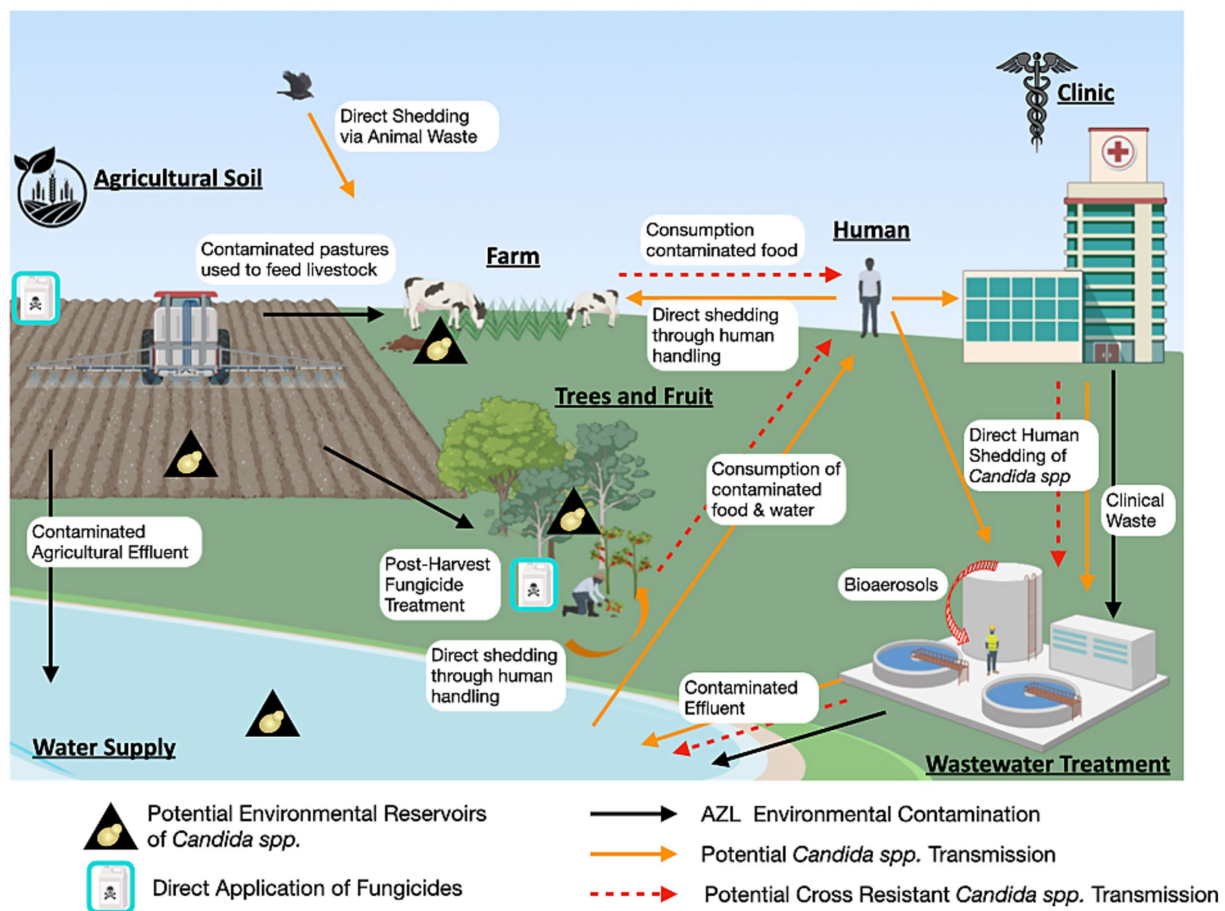 Clinic
Direct Shedding
via Animal Waste
Agricultural Soil
Contaminated pastures
used to feed livestock
Farm
Consumption
contaminated food
Human
Direct shedding
through human
handling
Trees and Fruit
Direct Human
Shedding of
Candida spp
Consumption of
contaminated
food & water
Clinical
Waste
Contaminated
Agricultural Effluent
Post-Harvest
Fungicide
Treatment
Bioaerosols
Direct shedding
through human
handling
Contaminated
Effluent
Water Supply
Wastewater Treatment
Potential Environmental Reservoirs
of Candida spp.
Direct Application of Fungicides
AZL Environmental Contamination
Potential Candida spp. Transmission
Potential Cross Resistant Candida spp. Transmission